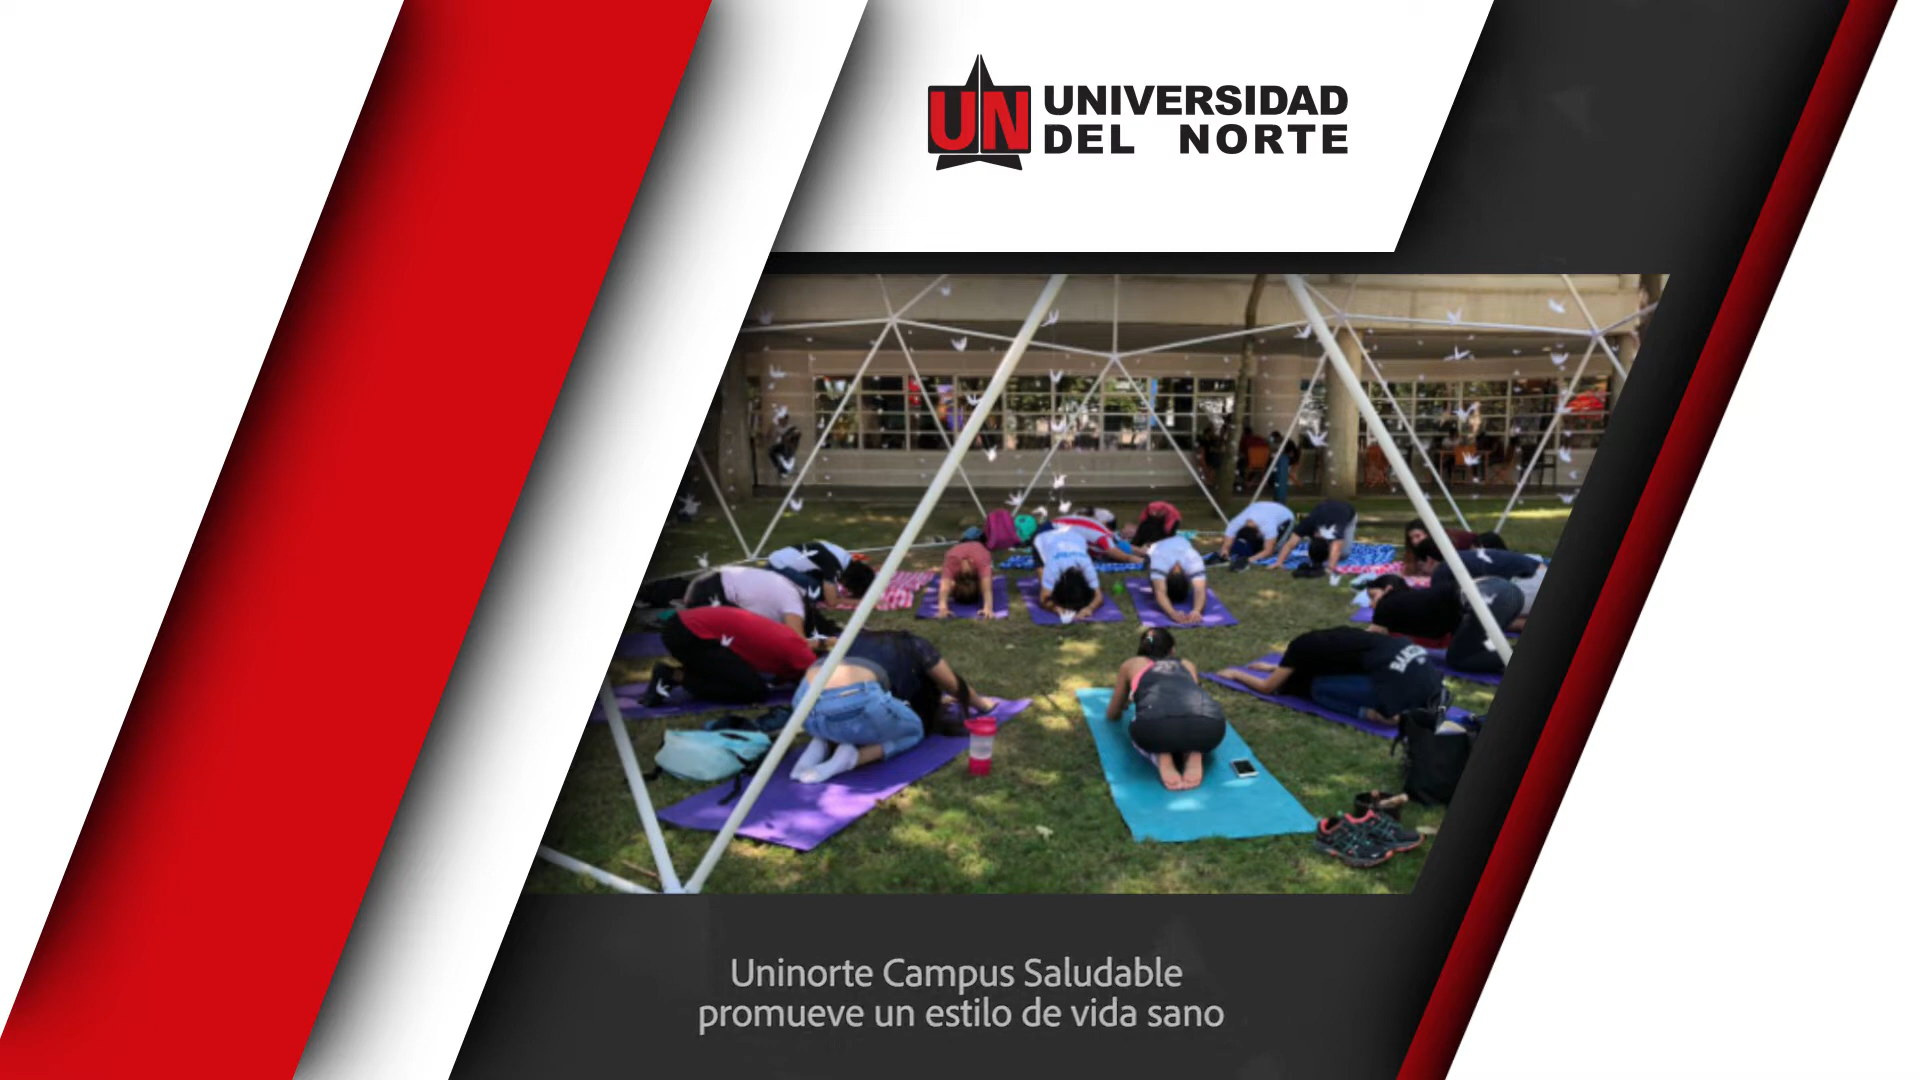 UN
UNIVERSIDAD
DEL NORTE
Uninorte Campus Saludable
promueve un estilo de vida sano